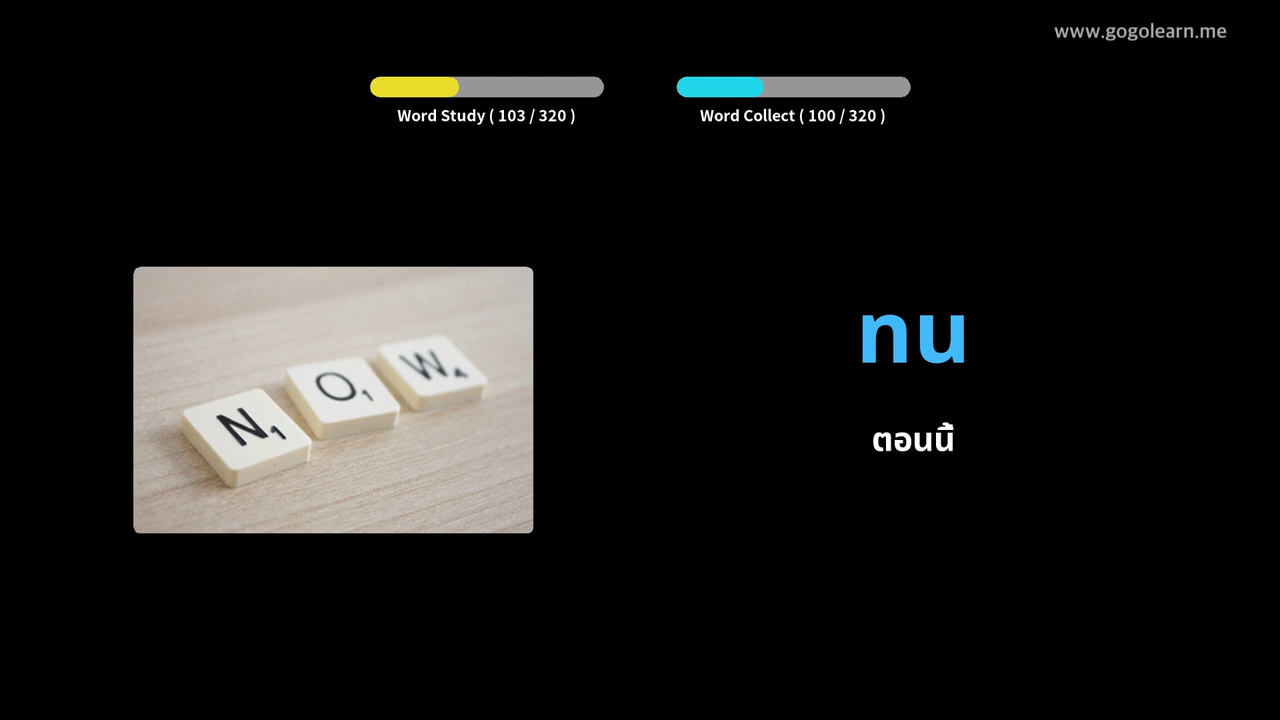 www.gogolearn.me
Word Study ( 103 / 320 )
Word Collect ( 100 / 320 )
N1 O1 W4
nu
ตอนนี้